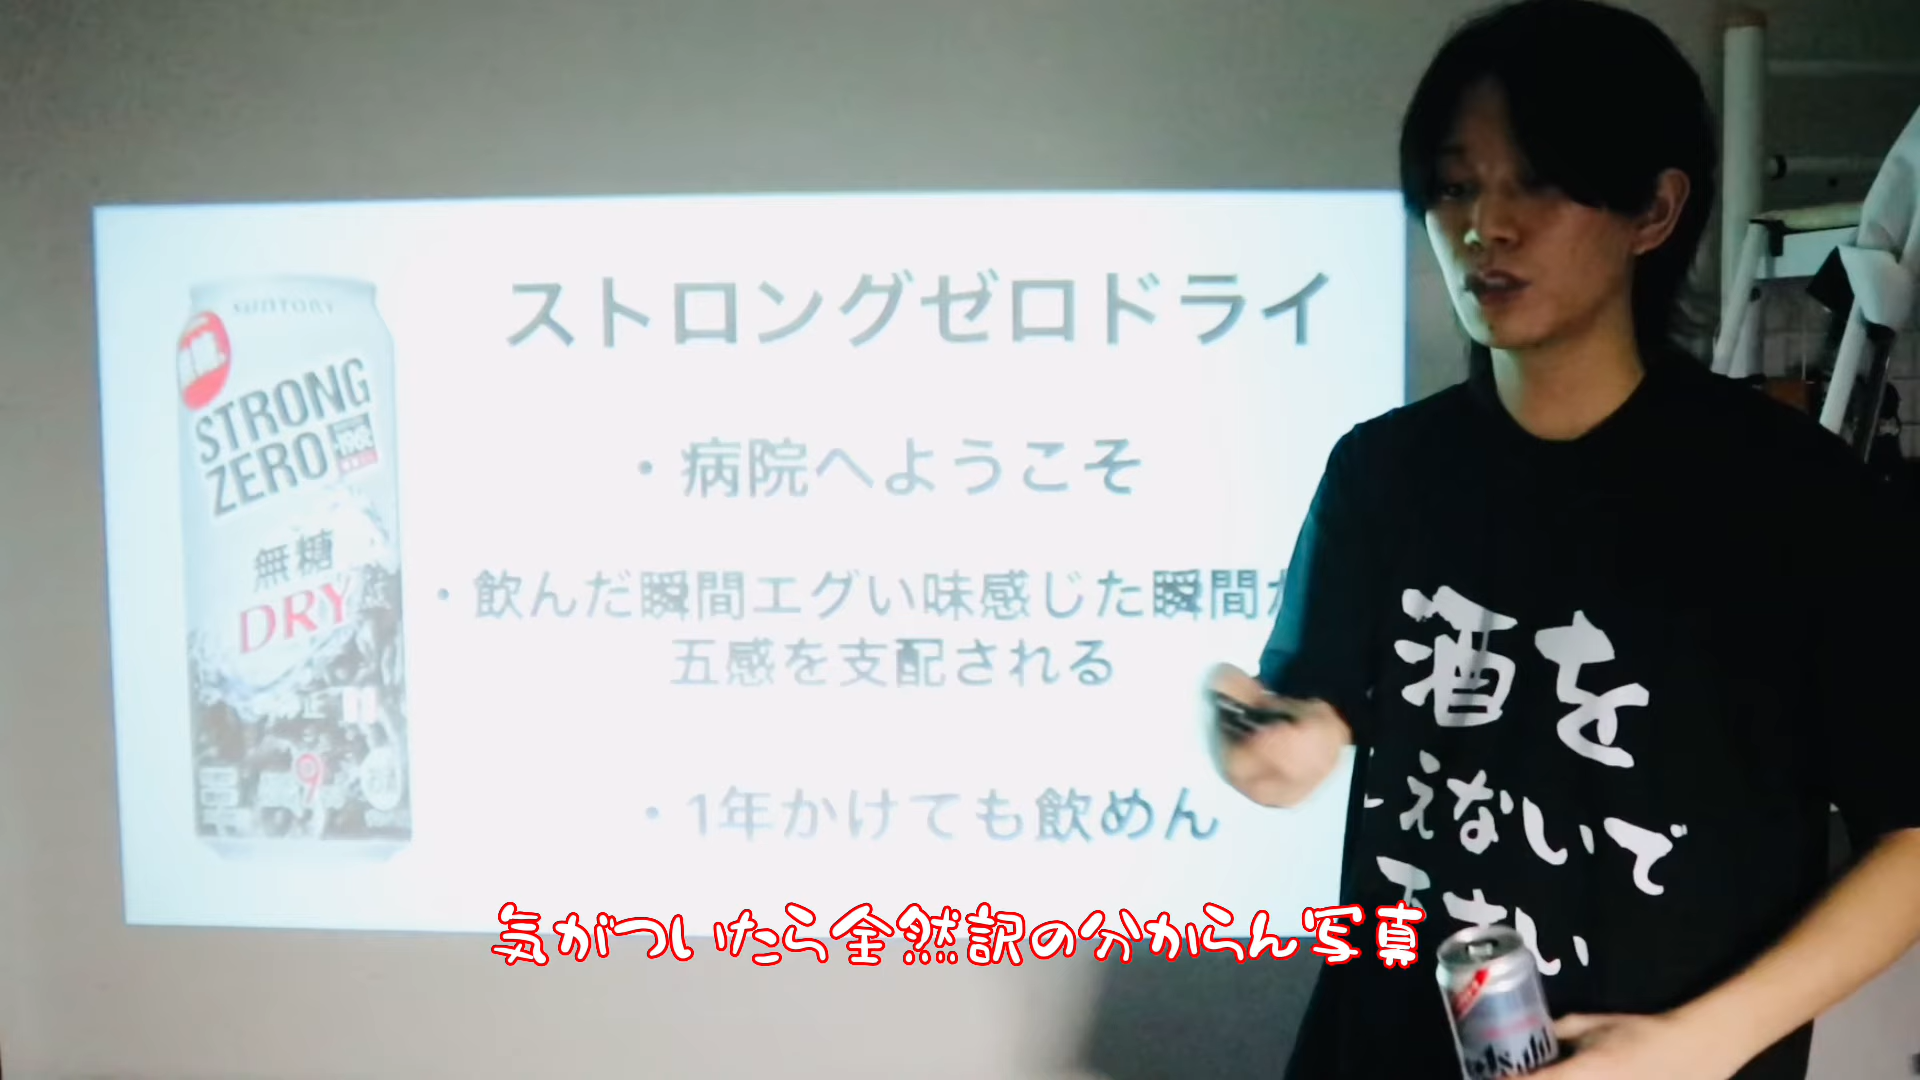 ストロングゼロドライ
SUNTORY
STRONG
ZERO
無糖
DRY
9
・病院へようこそ
・飲んだ瞬間エグい味感じた瞬間
五感を支配される
・1年かけても飲めん
酒を
えないで
さい
Asahi
気がついたら全然訳の分からん写真